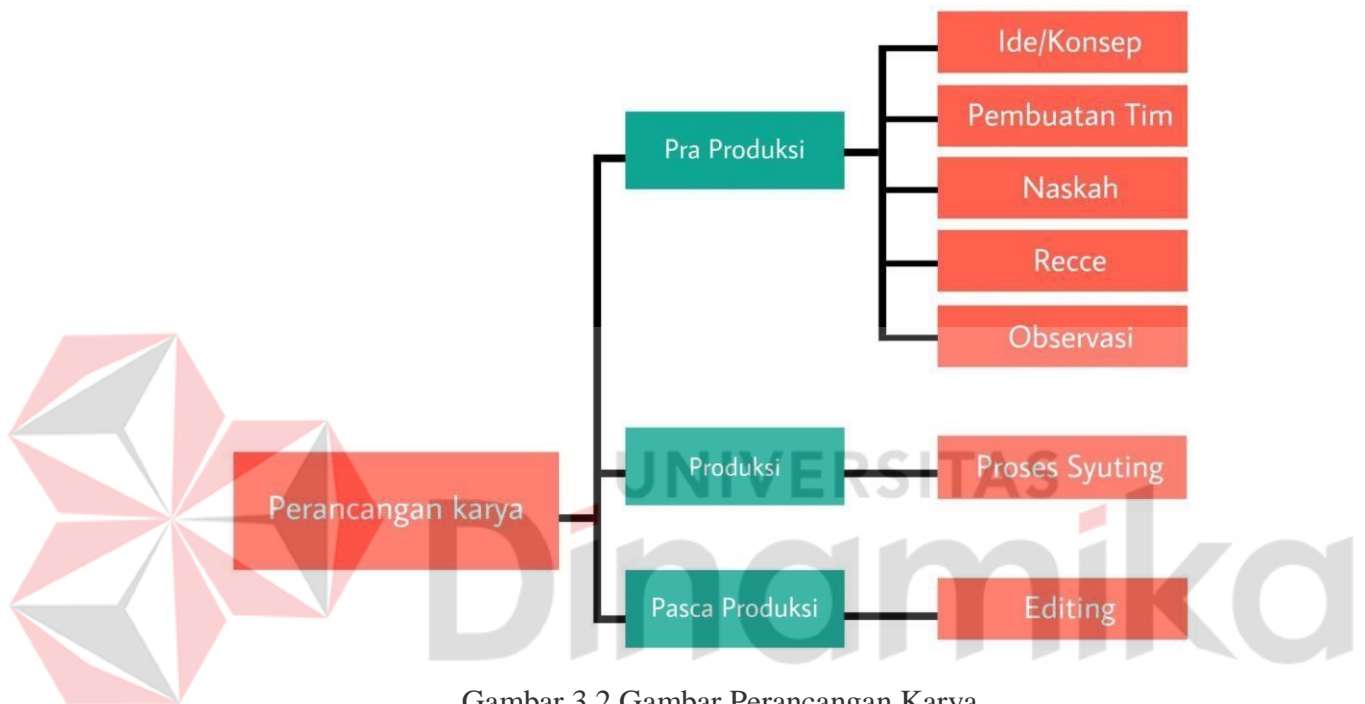 Ide/Konsep
Pembuatan Tim
Pra Produksi
Naskah
Recce
Observasi
Produksi
Proses Syuting
Perancangan karya
Pasca Produksi
Editing
UNIVERSITAS
Dinamika
Gambar 3.2 Gambar Perancangan Karya